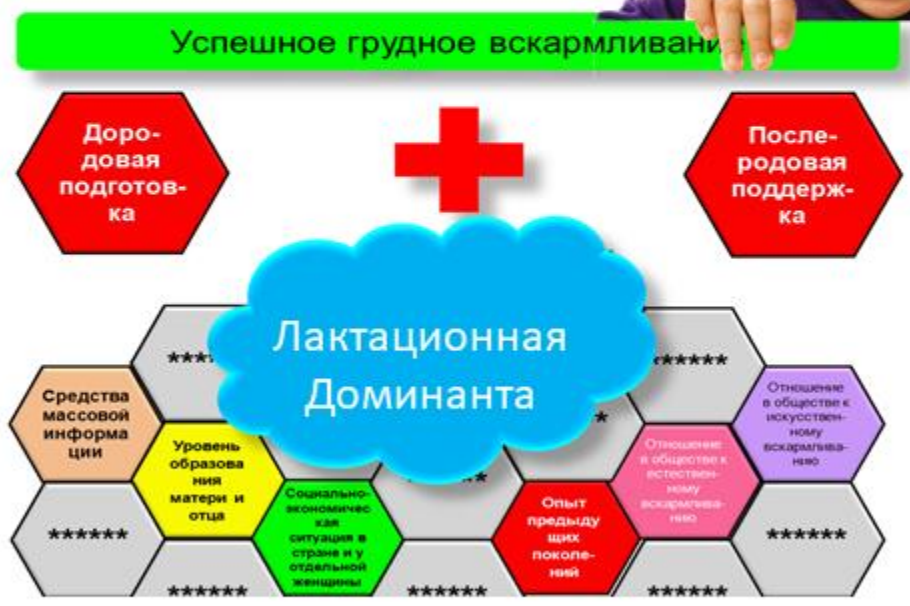 Успешное грудное вскармливание
Доро-
довая
подготов-
ка
После-
родовая
поддерж-
ка
Лактационная
Доминанта
******
Средства
массовой
информа
ции
Уровень
образова
ния
матери и
отца
Социально-
экономичес
кая
ситуация в
стране и у
отдельной
женщины
Опыт
предыду
щих
поколе-
ний
Отношение
в обществе к
естествен-
ному
вскармлива-
нию
Отношение
в обществе к
искусствен-
ному
вскармлива-
нию
******
******
******
******
******